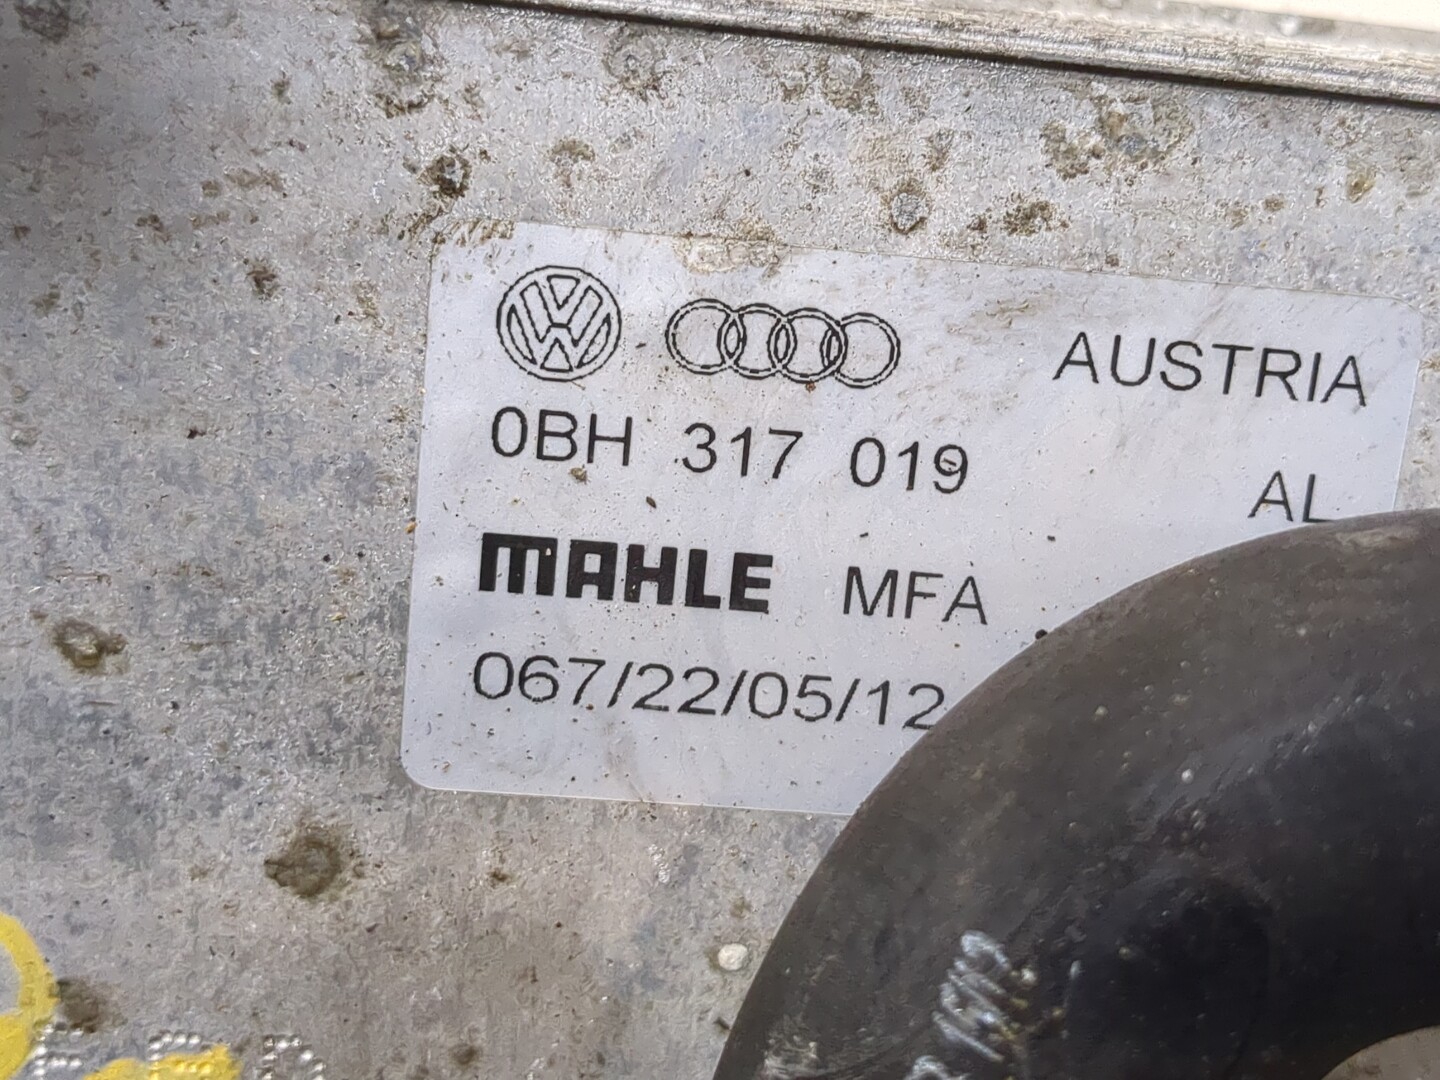 AUSTRIA
0BH 317 019
AL
MAHLE MFA
067/22/05/12